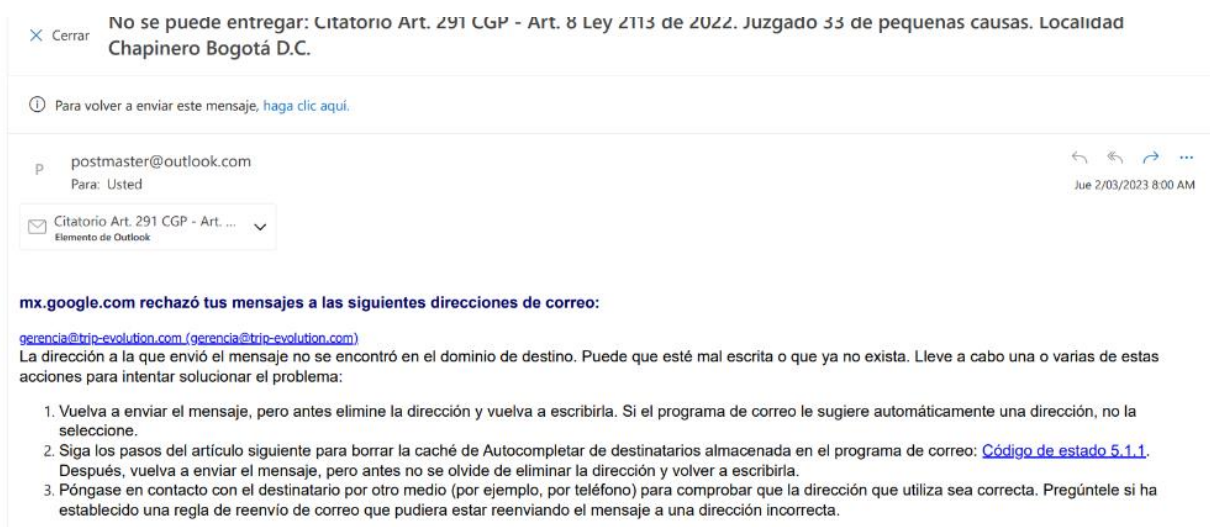 No se puede entregar: Citatorio Art. 291 CGP - Art. 8 Ley 2113 de 2022. Juzgado 33 de pequenas causas. Localidad
Cerrar
Chapinero Bogotá D.C.
Para volver a enviar este mensaje, haga clic aquí.
P
postmaster@outlook.com
Para: Usted
Jue 2/03/2023 8:00 AM
Citatorio Art. 291 CGP - Art. ...
Elemento de Outlook
mx.google.com rechazó tus mensajes a las siguientes direcciones de correo:
gerencia@trip-evolution.com (gerencia@trip-evolution.com)
La dirección a la que envió el mensaje no se encontró en el dominio de destino. Puede que esté mal escrita o que ya no exista. Lleve a cabo una o varias de estas
acciones para intentar solucionar el problema:
1. Vuelva a enviar el mensaje, pero antes elimine la dirección y vuelva a escribirla. Si el programa de correo le sugiere automáticamente una dirección, no la
seleccione.
2. Siga los pasos del artículo siguiente para borrar la caché de Autocompletar de destinatarios almacenada en el programa de correo: Código de estado 5.1.1.
Después, vuelva a enviar el mensaje, pero antes no se olvide de eliminar la dirección y volver a escribirla.
3. Póngase en contacto con el destinatario por otro medio (por ejemplo, por teléfono) para comprobar que la dirección que utiliza sea correcta. Pregúntele si ha
establecido una regla de reenvío de correo que pudiera estar reenviando el mensaje a una dirección incorrecta.